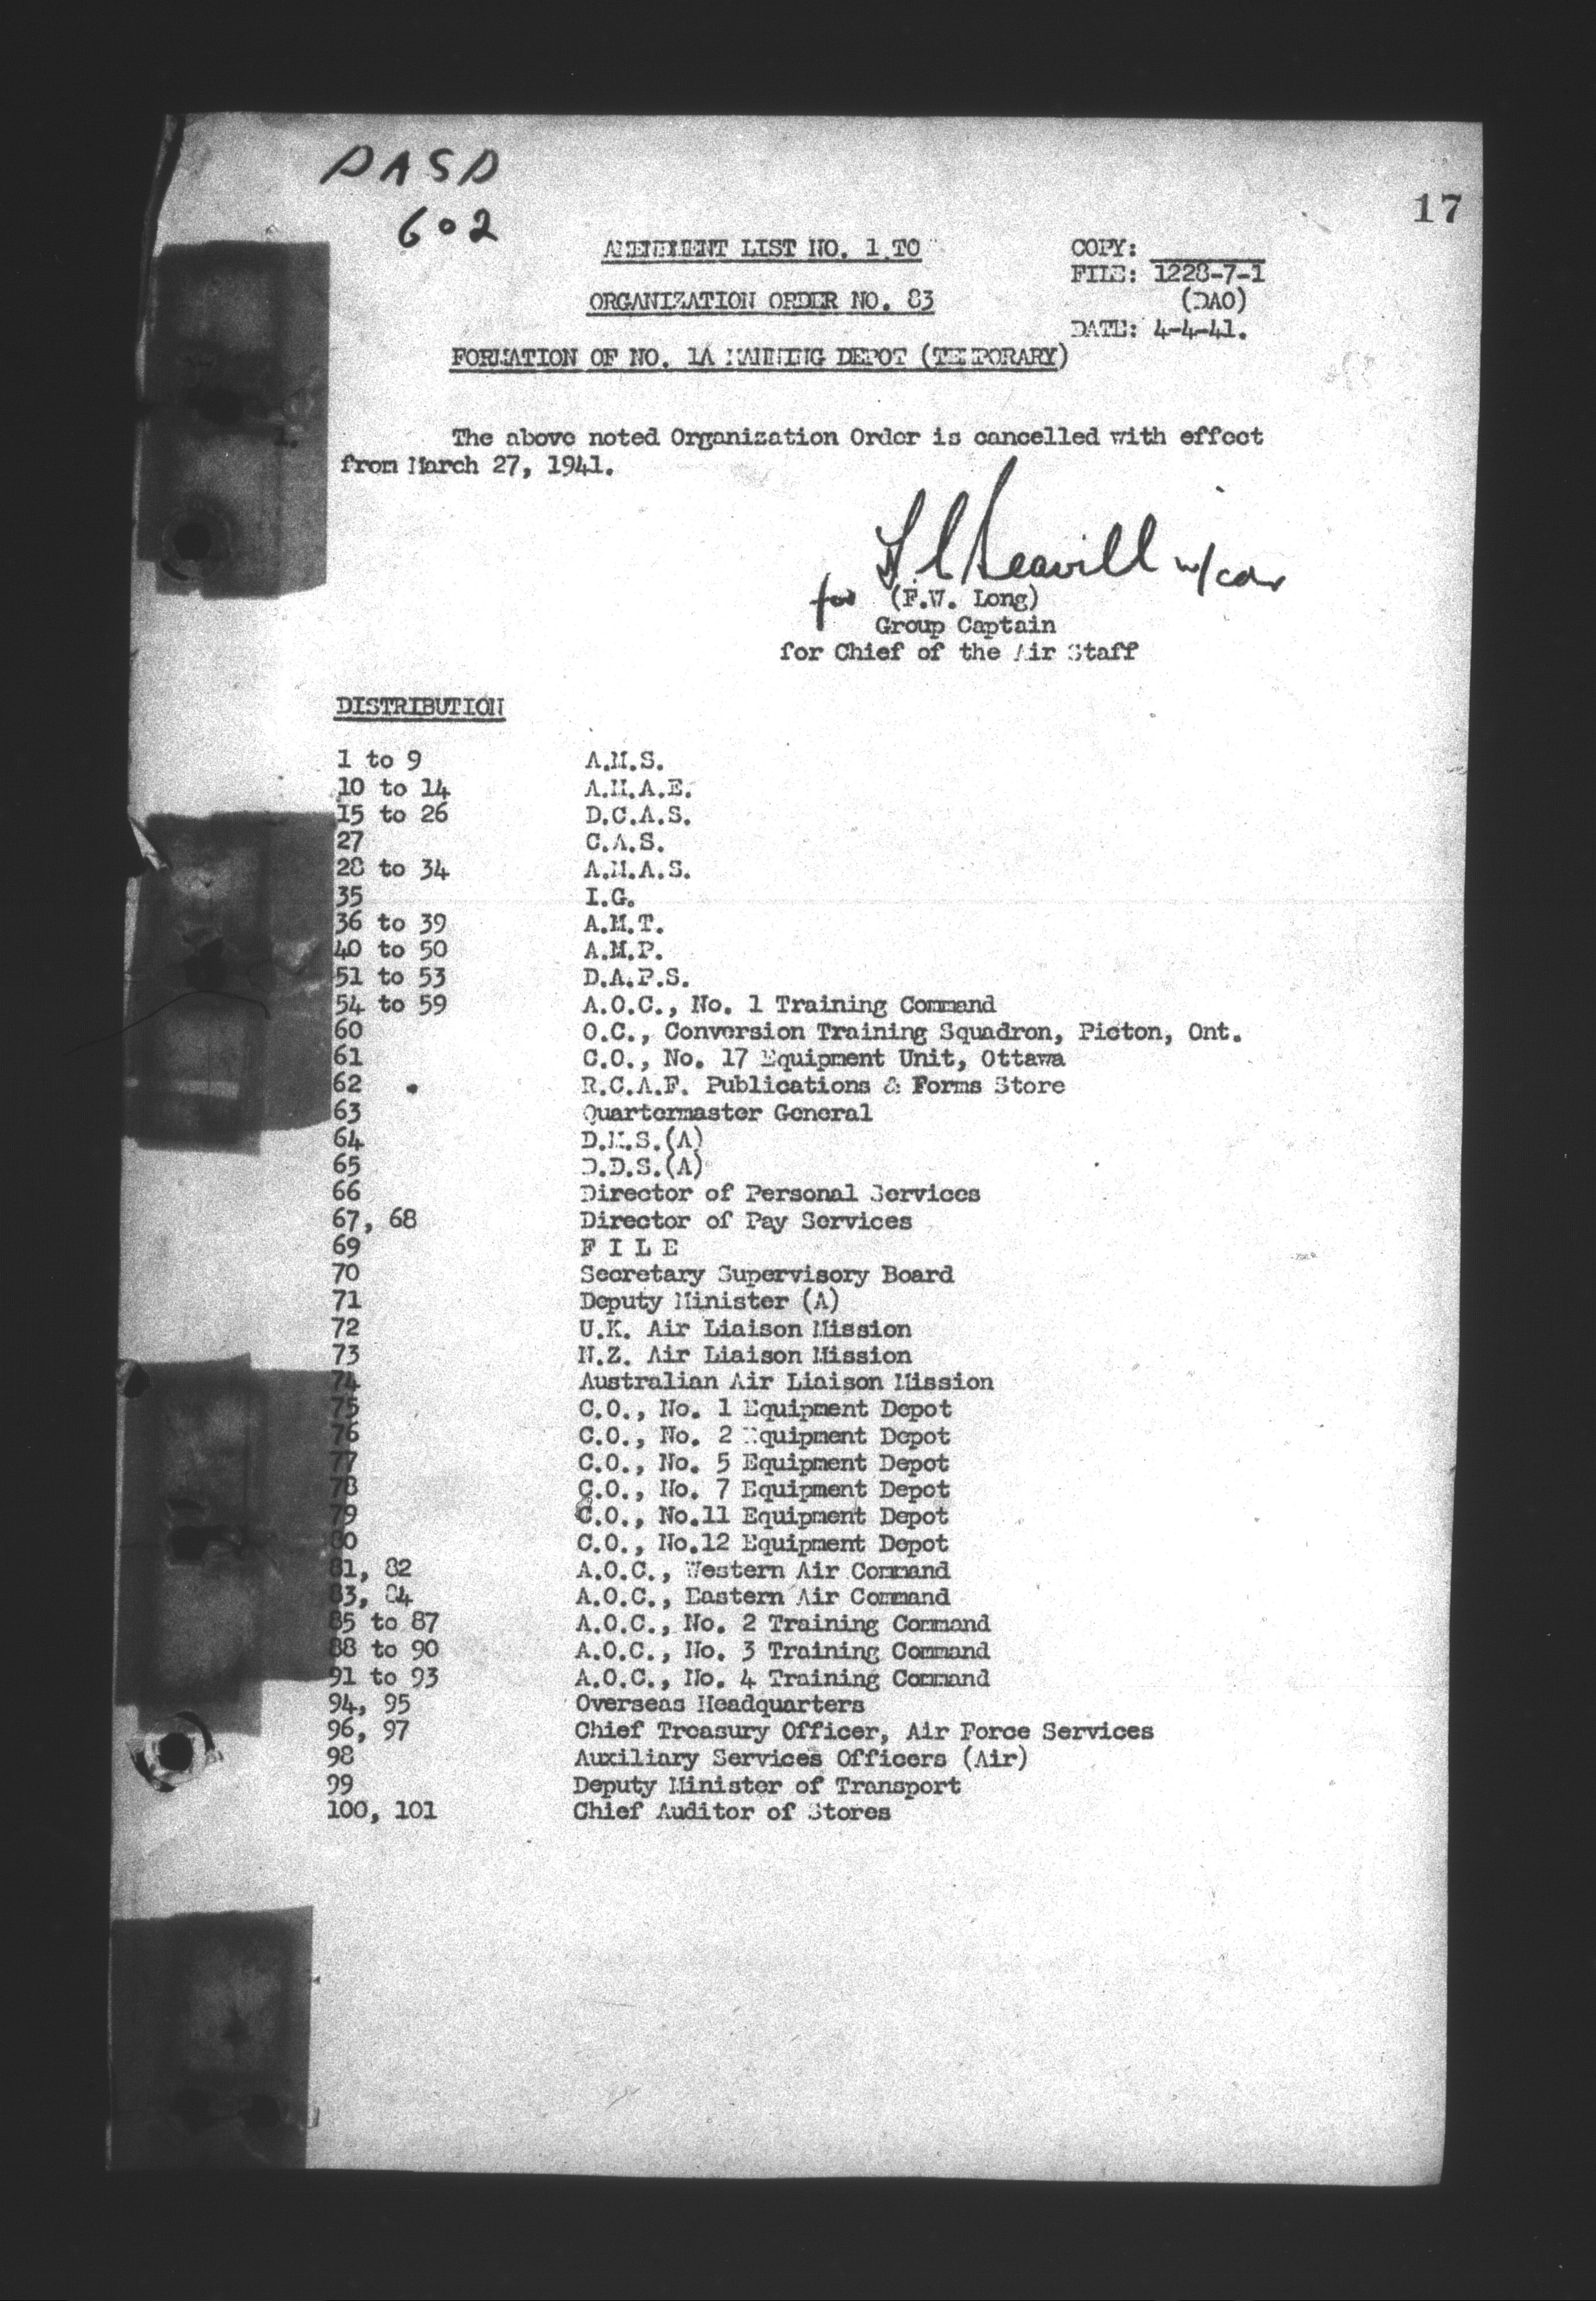 DASD
602
17
AMENDMENT LIST NO. 1 TO
COPY:
FILE: 1228-7-1
ORGANIZATION ORDER NO. 83
(DAO)
DATE: 4-4-41.
FORMATION OF NO. 1A MANNING DEPOT (TEMPORARY)
1.
The above noted Organization Order is cancelled with effect
from March 27, 1941.
w/cdr
for (F.W. Long)
Group Captain
for Chief of the Air Staff
DISTRIBUTION
1 to 9 A.M.S.
10 to 14 A.M.A.E.
15 to 26 D.C.A.S.
27 C.A.S.
28 to 34 A.M.A.S.
35 I.G.
36 to 39 A.M.T.
40 to 50 A.M.P.
51 to 53 D.A.P.S.
54 to 59 A.O.C., No. 1 Training Command
60 O.C., Conversion Training Squadron, Picton, Ont.
61 C.O., No. 17 Equipment Unit, Ottawa
62 R.C.A.F. Publications & Forms Store
63 Quartermaster General
64 D.M.S.(A)
65 D.D.S.(A)
66 Director of Personal Services
67, 68 Director of Pay Services
69 F I L E
70 Secretary Supervisory Board
71 Deputy Minister (A)
72 U.K. Air Liaison Mission
73 N.Z. Air Liaison Mission
74 Australian Air Liaison Mission
75 C.O., No. 1 Equipment Depot
76 C.O., No. 2 Equipment Depot
77 C.O., No. 5 Equipment Depot
78 C.O., No. 7 Equipment Depot
79 C.O., No.11 Equipment Depot
80 C.O., No.12 Equipment Depot
81, 82 A.O.C., Western Air Command
83, 84 A.O.C., Eastern Air Command
85 to 87 A.O.C., No. 2 Training Command
88 to 90 A.O.C., No. 3 Training Command
91 to 93 A.O.C., No. 4 Training Command
94, 95 Overseas Headquarters
96, 97 Chief Treasury Officer, Air Force Services
98 Auxiliary Services Officers (Air)
99 Deputy Minister of Transport
100, 101 Chief Auditor of Stores